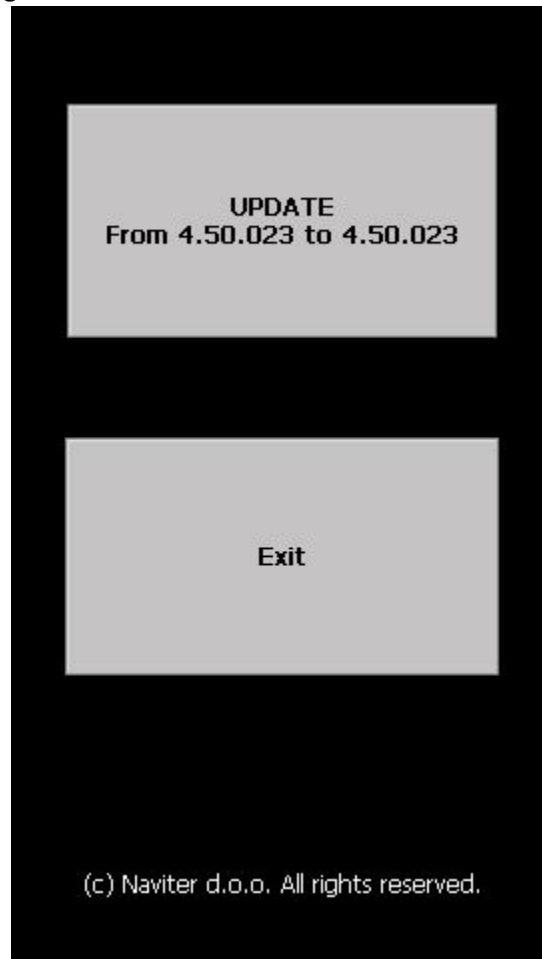 UPDATE
From 4.50.023 to 4.50.023
Exit
(c) Naviter d.o.o. All rights reserved.